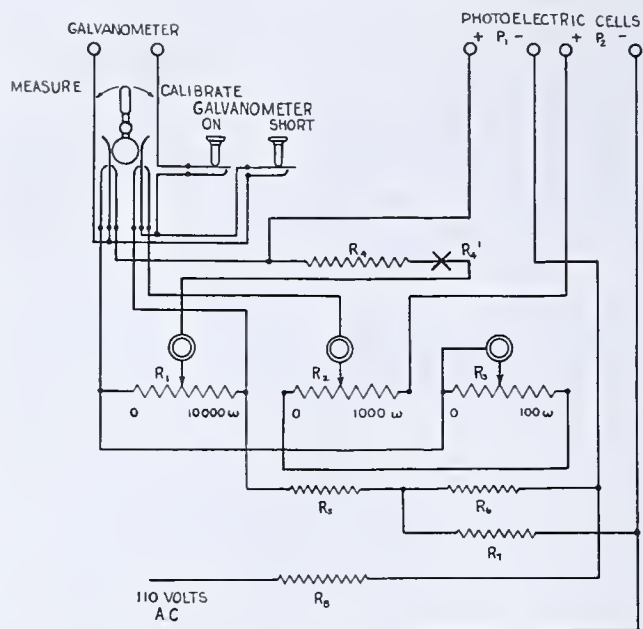 GALVANOMETER
PHOTOELECTRIC CELLS
+ P₁ - + P₂ -
MEASURE
CALIBRATE
GALVANOMETER
ON SHORT
R₄ R₄'
R₁ R₂ R₃
0 10000 ω 0 1000 ω 0 100 ω
R₅ R₆
R₇
110 VOLTS
A.C
R₈